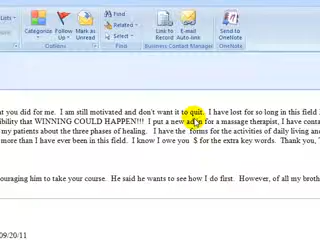 Categorize Follow Up Mark as Unread
Find
Related
Select
E-mail Link Auto-link
Send to OneNote
Options Find Business Contact Manager OneNote
t you did for me. I am still motivated and don't want it to quit. I have lost for so long in this field
ibility that WINNING COULD HAPPEN!!! I put a new in for a massage therapist, I have conta
my patients about the three phases of healing. I have the forms for the activities of daily living an
more than I have ever been in this field. I know I owe you $ for the extra key words. Thank you,
ouraging him to take your course. He said he wants to see how I do first. However, of all my broth
09/20/11